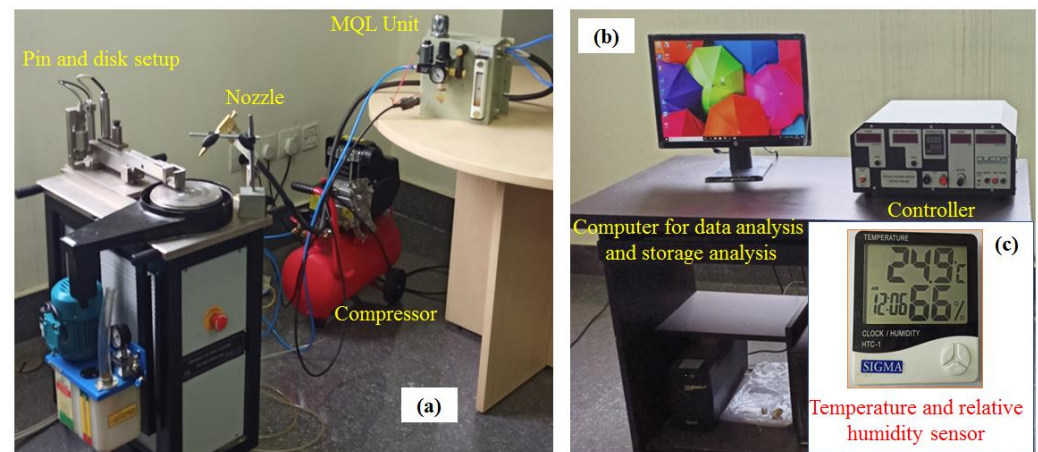 MQL Unit
Pin and disk setup
Nozzle
Compressor
(a)
(b)
Controller
Computer for data analysis
and storage analysis
(c)
TEMPERATURE
24.9°C
AM
12:06 66%
CLOCK / HUMIDITY
HTC-1
SIGMA
Temperature and relative
humidity sensor